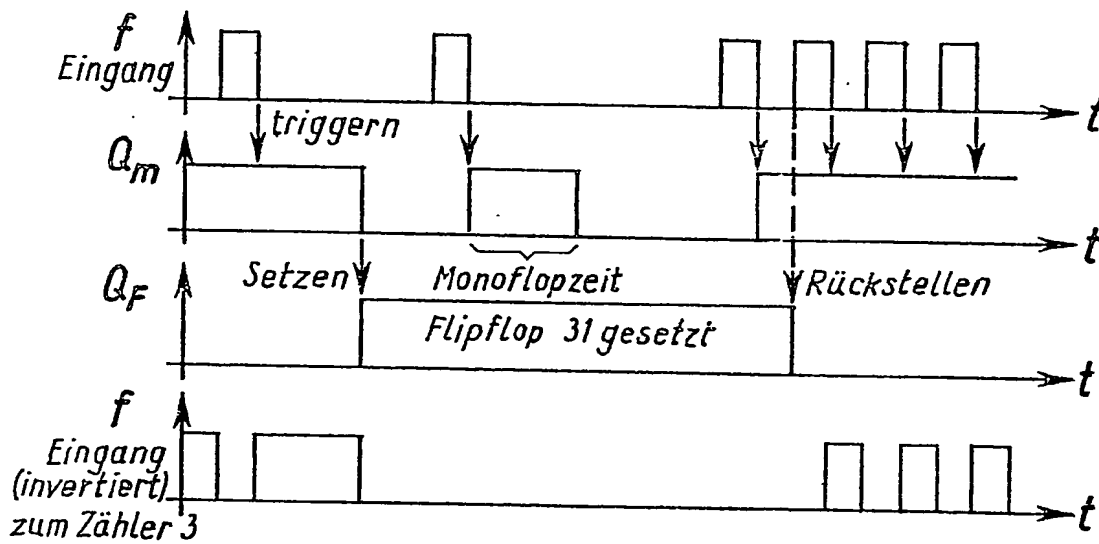 f
Eingang
t
triggern
Qm
t
Setzen
Monoflopzeit
Rückstellen
QF
Flipflop 31 gesetzt
t
f
Eingang
(invertiert)
zum Zähler 3
t